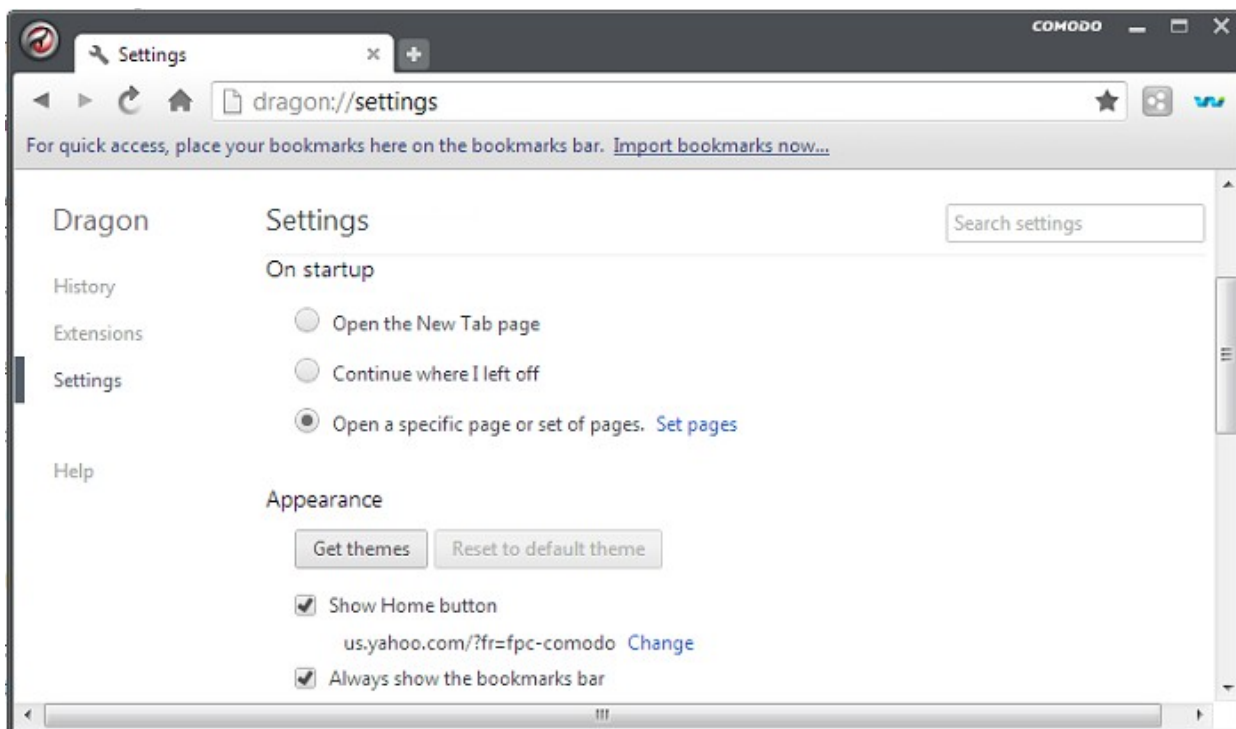 COMODO
Settings
dragon://settings
For quick access, place your bookmarks here on the bookmarks bar. Import bookmarks now...
Dragon
Settings
Search settings
On startup
History
Open the New Tab page
Extensions
Continue where I left off
Settings
Open a specific page or set of pages. Set pages
Help
Appearance
Get themes
Reset to default theme
Show Home button
us.yahoo.com/?fr=fpc-comodo Change
Always show the bookmarks bar